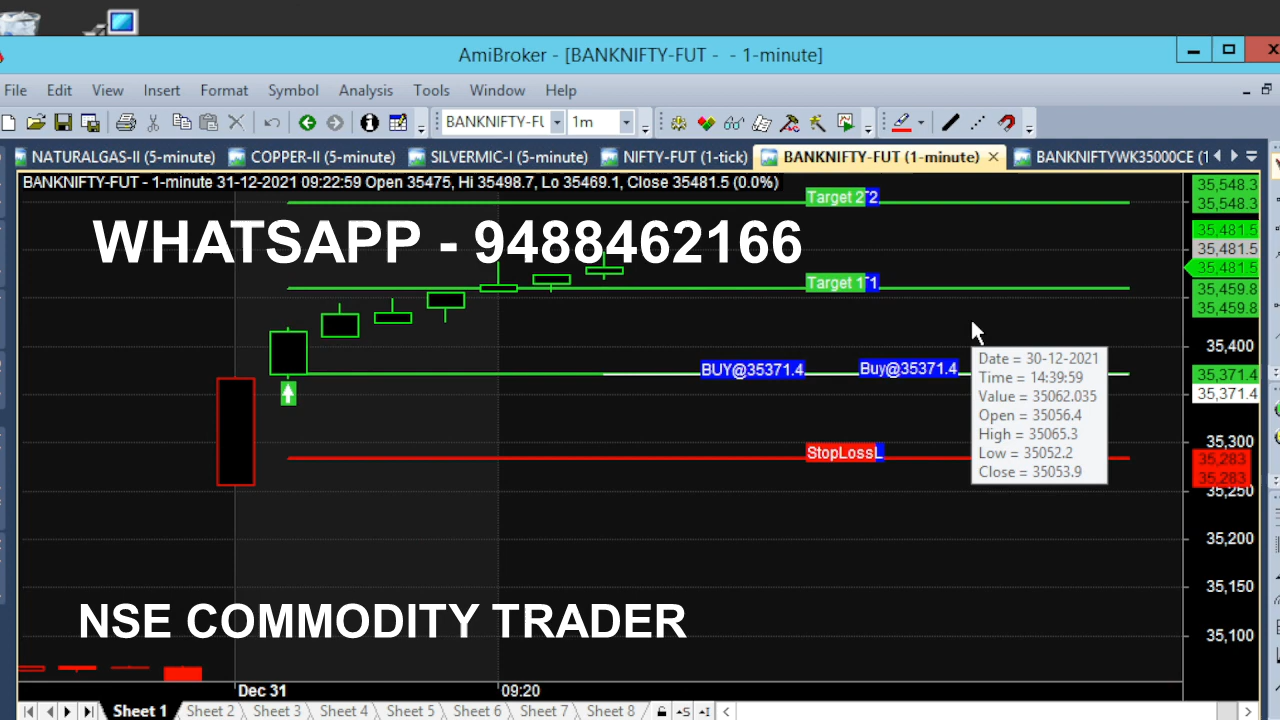 AmiBroker - [BANKNIFTY-FUT - - 1-minute]
File Edit View Insert Format Symbol Analysis Tools Window Help
BANKNIFTY-FU 1m
NATURALGAS-II (5-minute) COPPER-II (5-minute) SILVERMIC-I (5-minute) NIFTY-FUT (1-tick) BANKNIFTY-FUT (1-minute) BANKNIFTYWK35000CE (1
BANKNIFTY-FUT - 1-minute 31-12-2021 09:22:59 Open 35475, Hi 35498.7, Lo 35469.1, Close 35481.5 (0.0%)
35,548.3
Target 2 T2
35,548.3
35,481.5
WHATSAPP - 9488462166
35,481.5
35,481.5
Target 1 T1
35,459.8
35,459.8
35,400
Date = 30-12-2021
BUY@35371.4 Buy@35371.4
Time = 14:39:59
35,371.4
Value = 35062.035
35,371.4
Open = 35056.4
High = 35065.3
35,300
StopLoss L
Low = 35052.2
35,283
Close = 35053.9
35,283
35,250
35,200
35,150
NSE COMMODITY TRADER
35,100
Dec 31 09:20
Sheet 1 Sheet 2 Sheet 3 Sheet 4 Sheet 5 Sheet 6 Sheet 7 Sheet 8